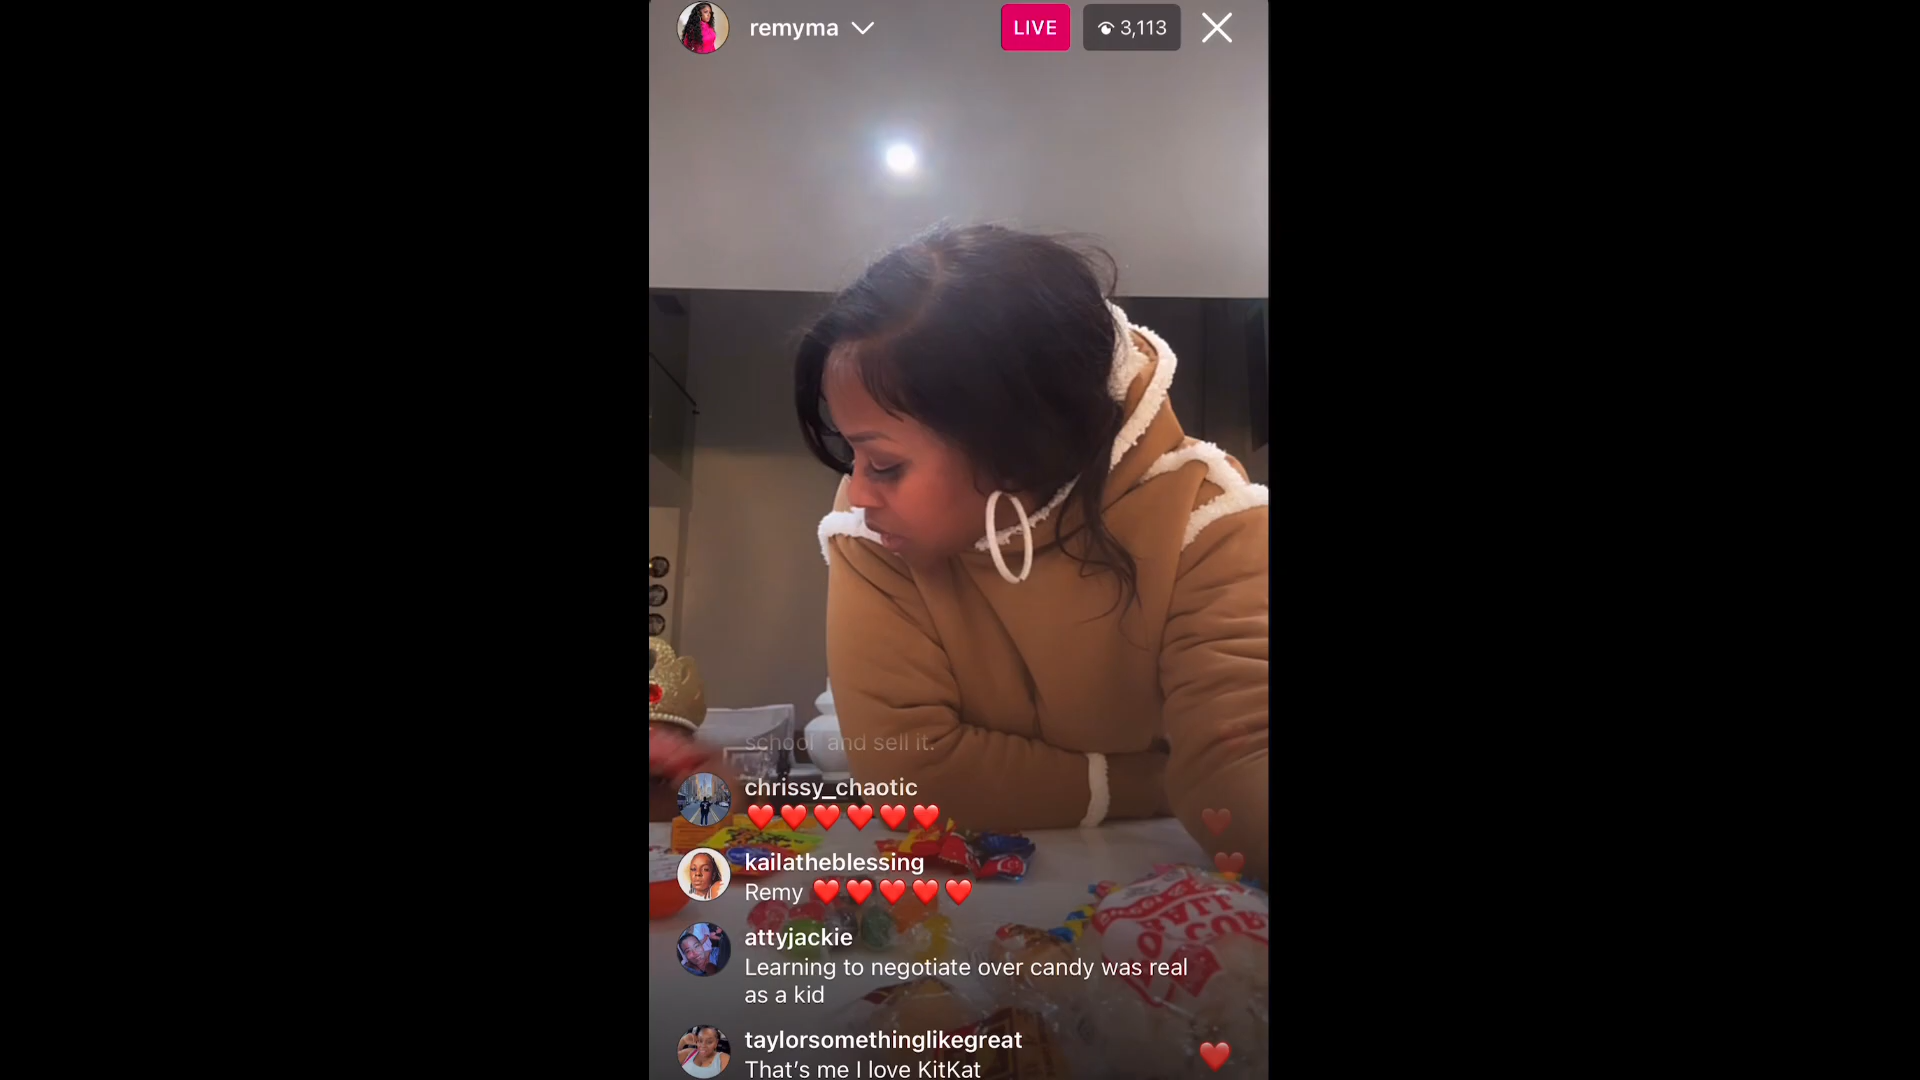 remyma
LIVE
3,113
school and sell it.
chrissy_chaotic
❤️❤️❤️❤️❤️❤️
kailatheblessing
Remy ❤️❤️❤️❤️❤️
attyjackie
Learning to negotiate over candy was real
as a kid
taylorsomethinglikegreat
That's me I love KitKat